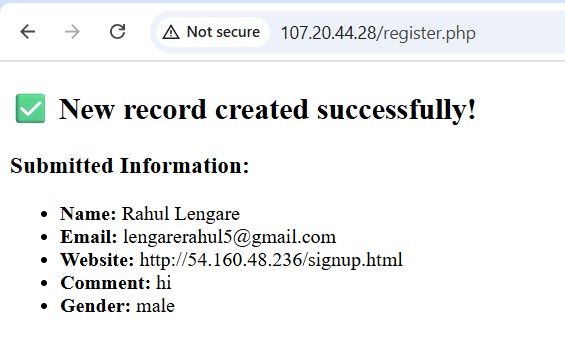 Not secure 107.20.44.28/register.php
✅ New record created successfully!
Submitted Information:
• Name: Rahul Lengare
• Email: lengarerahul5@gmail.com
• Website: http://54.160.48.236/signup.html
• Comment: hi
• Gender: male